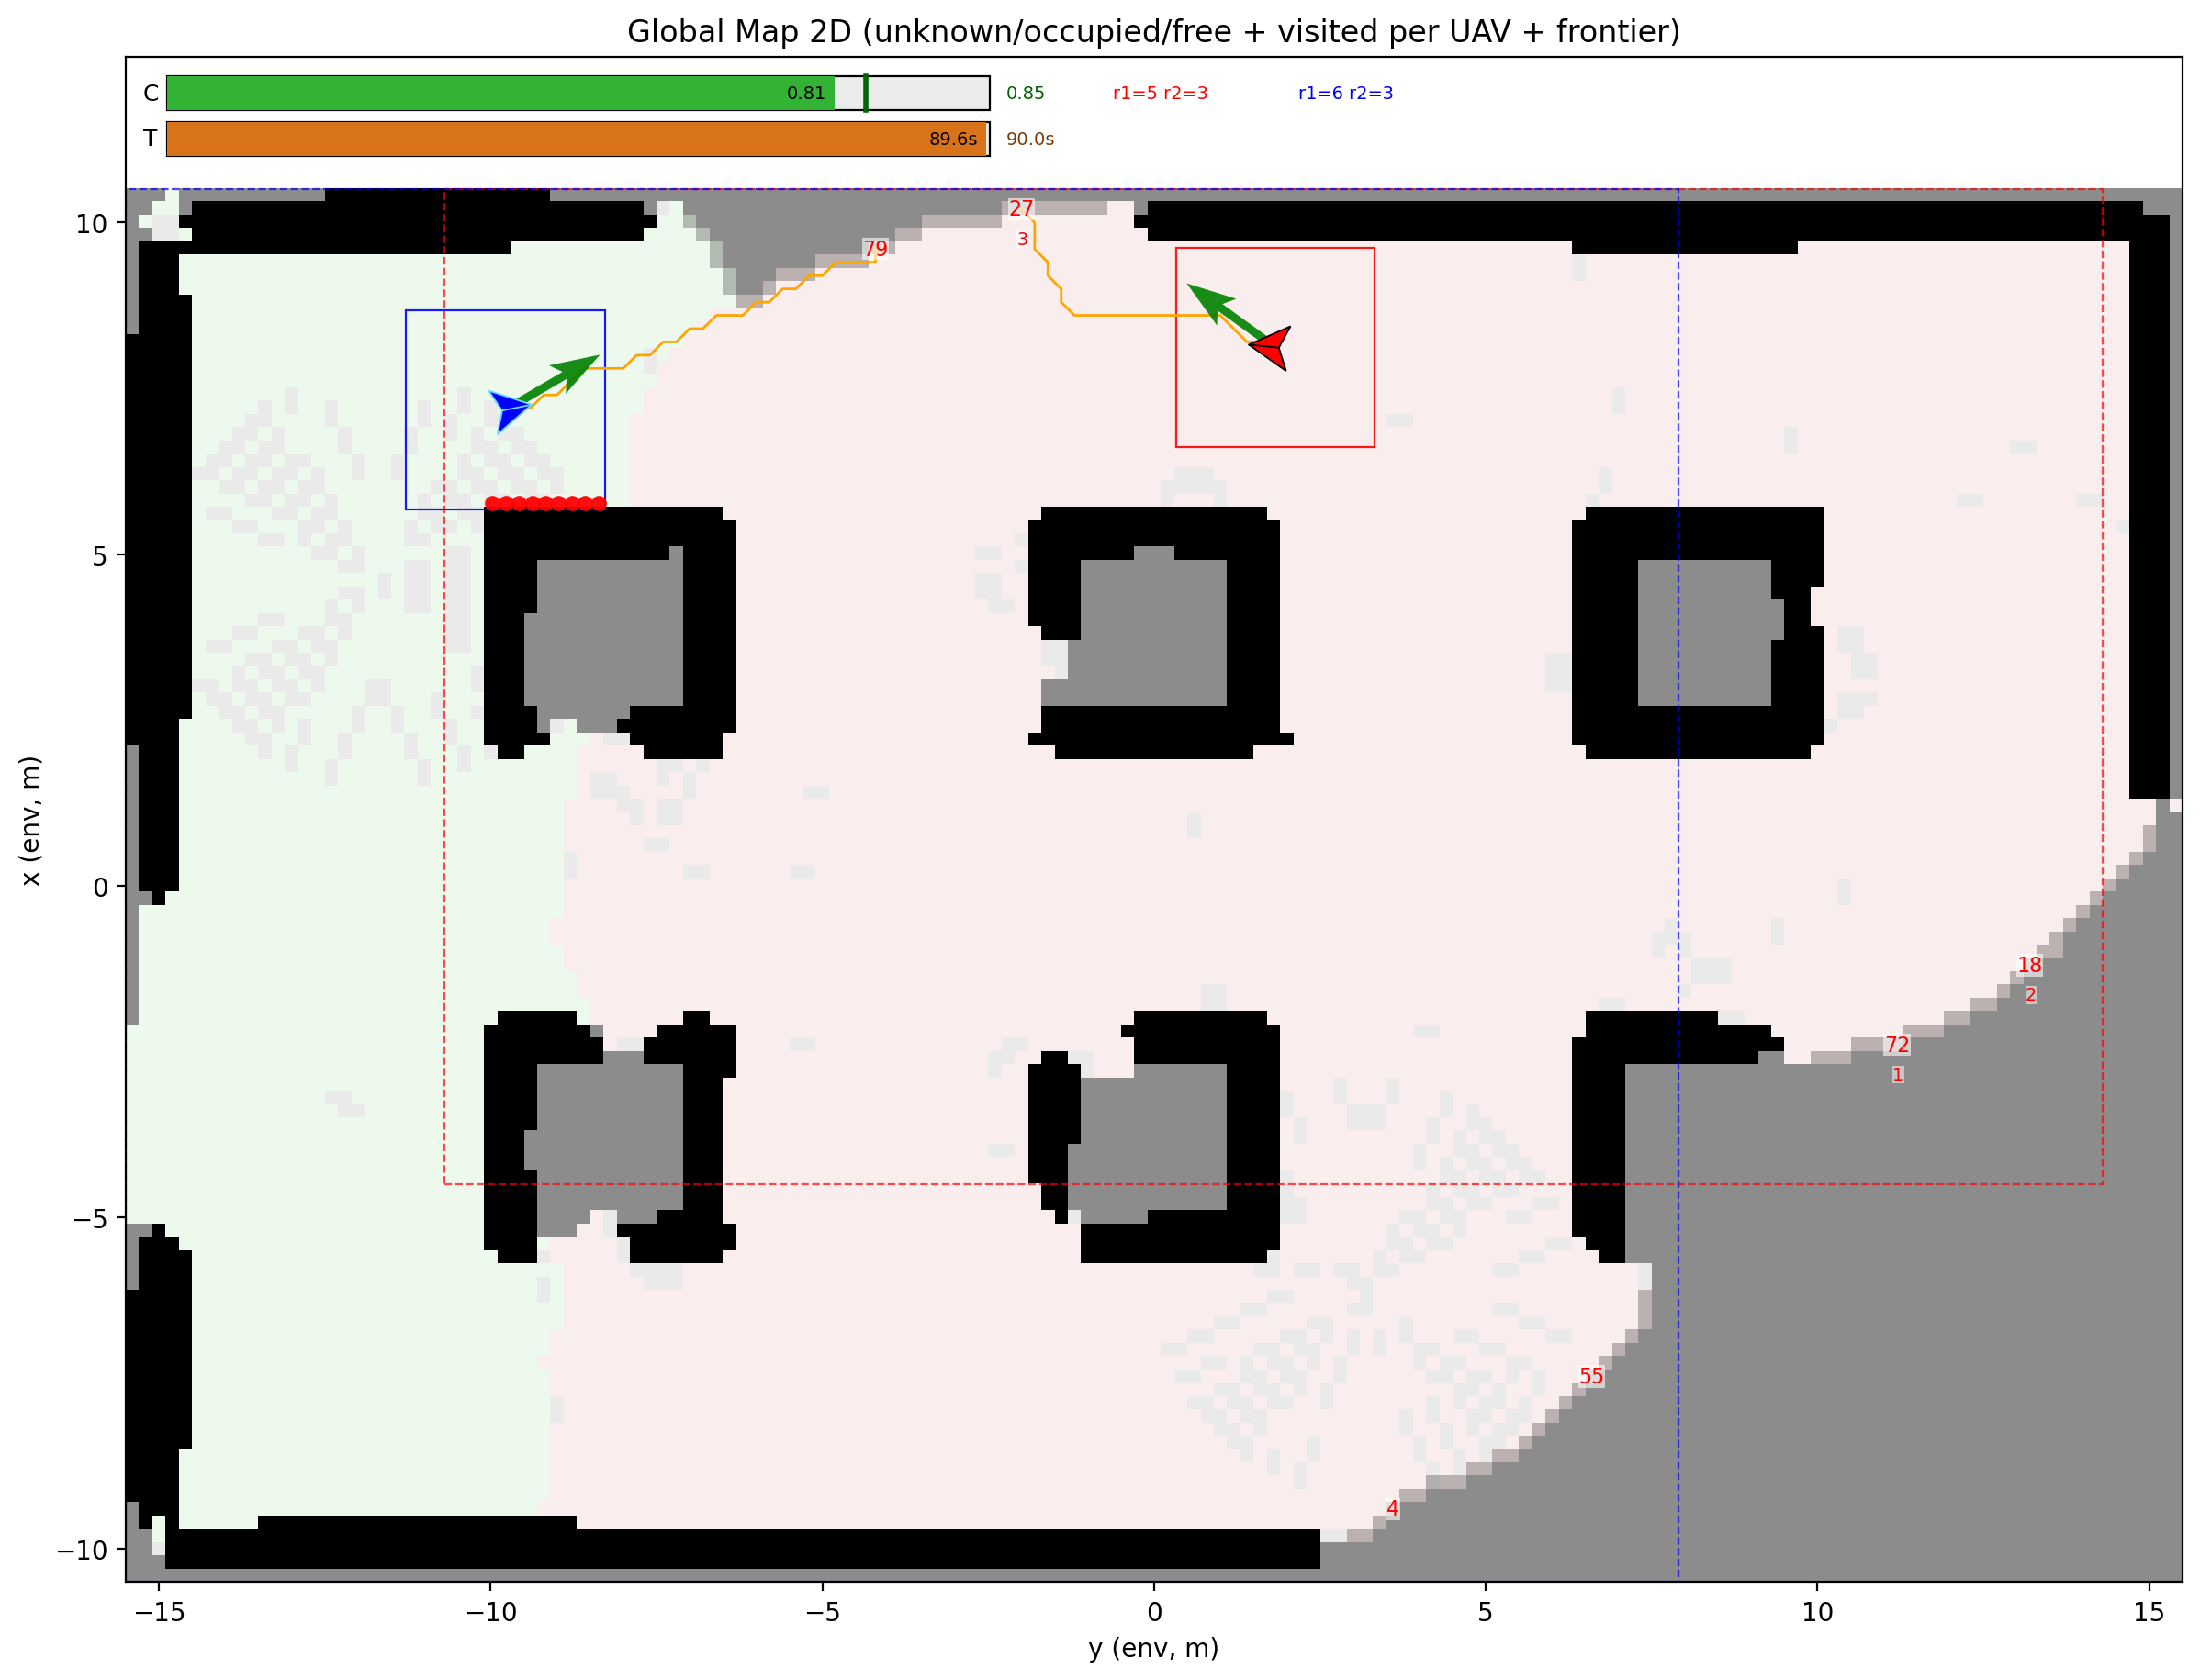 Global Map 2D (unknown/occupied/free + visited per UAV + frontier)
C 0.81 0.85 r1=5 r2=3 r1=6 r2=3
T 89.6s 90.0s
10
5
0
−5
−10
x (env, m)
27
3
79
18
2
72
1
55
4
−15 −10 −5 0 5 10 15
y (env, m)